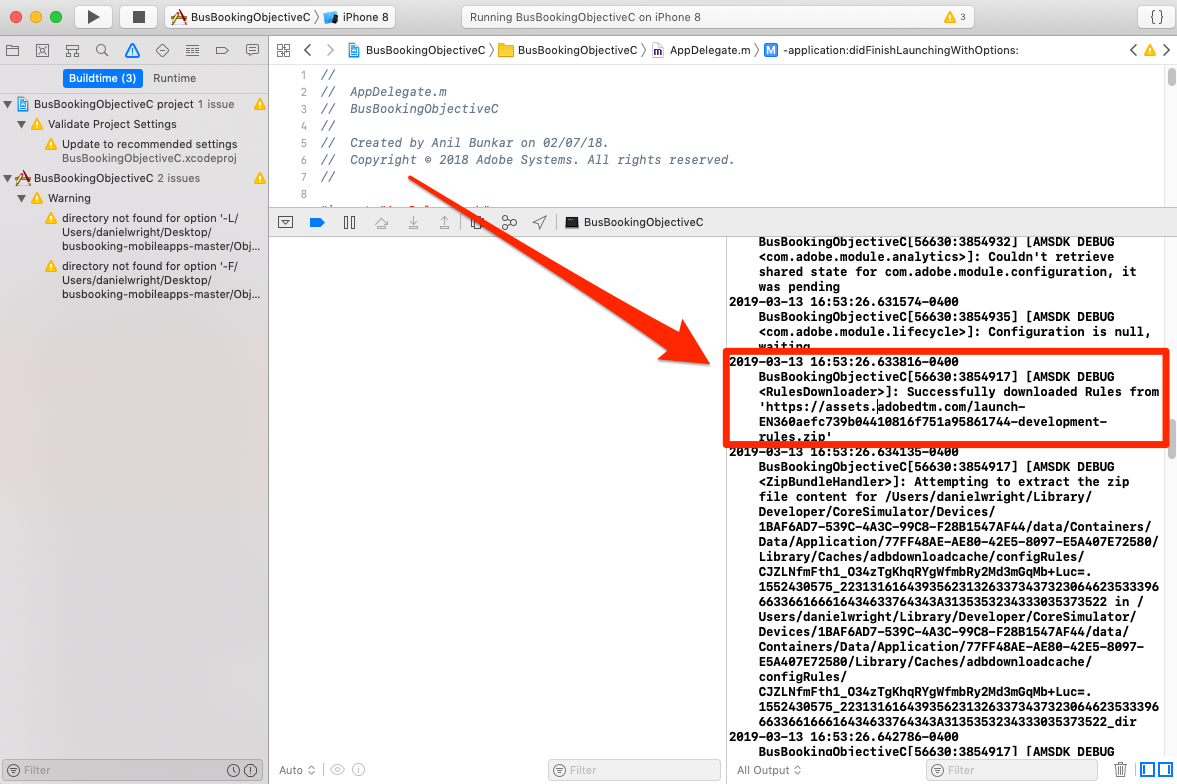 BusBookingObjectiveC iPhone 8
Running BusBookingObjectiveC on iPhone 8
3
{ }
BusBookingObjectiveC BusBookingObjectiveC AppDelegate.m M -application:didFinishLaunchingWithOptions:
Buildtime (3) Runtime
BusBookingObjectiveC project 1 issue
Validate Project Settings
Update to recommended settings
BusBookingObjectiveC.xcodeproj
BusBookingObjectiveC 2 issues
Warning
directory not found for option '-L/
Users/danielwright/Desktop/
busbooking-mobileapps-master/Obj...
directory not found for option '-F/
Users/danielwright/Desktop/
busbooking-mobileapps-master/Obj...
1 //
2 //  AppDelegate.m
3 //  BusBookingObjectiveC
4 //
5 //  Created by Anil Bunkar on 02/07/18.
6 //  Copyright © 2018 Adobe Systems. All rights reserved.
7 //
8
BusBookingObjectiveC
BusBookingObjectiveC[56630:3854932] [AMSDK DEBUG
<com.adobe.module.analytics>]: Couldn't retrieve
shared state for com.adobe.module.configuration, it
was pending
2019-03-13 16:53:26.631574-0400
BusBookingObjectiveC[56630:3854935] [AMSDK DEBUG
<com.adobe.module.lifecycle>]: Configuration is null,
waiting
2019-03-13 16:53:26.633816-0400
BusBookingObjectiveC[56630:3854917] [AMSDK DEBUG
<RulesDownloader>]: Successfully downloaded Rules from
'https://assets.adobedtm.com/launch-
EN360aefc739b04410816f751a95861744-development-
rules.zip'
2019-03-13 16:53:26.634135-0400
BusBookingObjectiveC[56630:3854917] [AMSDK DEBUG
<ZipBundleHandler>]: Attempting to extract the zip
file content for /Users/danielwright/Library/
Developer/CoreSimulator/Devices/
1BAF6AD7-539C-4A3C-99C8-F28B1547AF44/data/Containers/
Data/Application/77FF48AE-AE80-42E5-8097-E5A407E72580/
Library/Caches/adbdownloadcache/configRules/
CJZLNfmFth1_O34zTgKhqRYgWfmbRy2Md3mGqMb+Luc=.
1552430575_2231316164393562313263373437323064623533396
66336616661643463376434 3A3135353234333035373522 in /
Users/danielwright/Library/Developer/CoreSimulator/
Devices/1BAF6AD7-539C-4A3C-99C8-F28B1547AF44/data/
Containers/Data/Application/77FF48AE-AE80-42E5-8097-
E5A407E72580/Library/Caches/adbdownloadcache/
configRules/
CJZLNfmFth1_O34zTgKhqRYgWfmbRy2Md3mGqMb+Luc=.
2019-03-13 16:53:26.642786-0400
BusBookingObjectiveC[56630:3854917] [AMSDK DEBUG
Filter Auto Filter All Output Filter